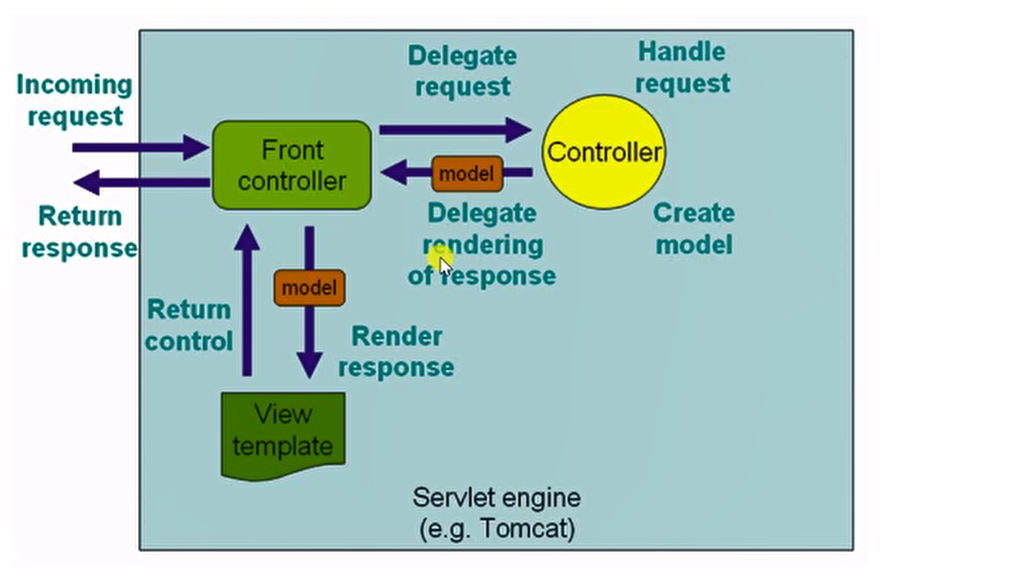 Incoming
request
Return
response
Front
controller
Delegate
request
Handle
request
Controller
model
Delegate
rendering
of response
Create
model
Return
control
model
Render
response
View
template
Servlet engine
(e.g. Tomcat)